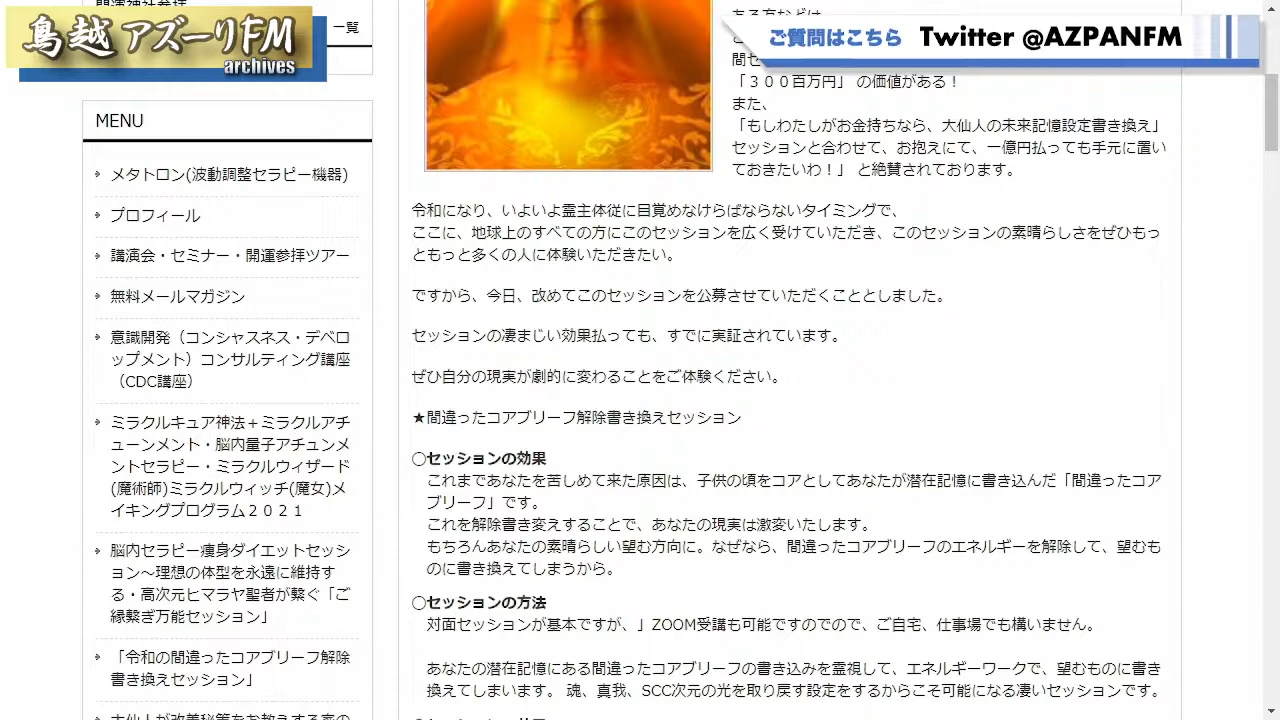 開運神社参拝
一覧
鳥越アズーリFM
archives
ご質問はこちら Twitter @AZPANFM
MENU
メタトロン(波動調整セラピー機器)
プロフィール
講演会・セミナー・開運参拝ツアー
無料メールマガジン
意識開発（コンシャスネス・デベロ
ップメント）コンサルティング講座
（CDC講座）
ミラクルキュア神法＋ミラクルアチ
ューンメント・脳内量子アチュンメ
ントセラピー・ミラクルウィザード
(魔術師)ミラクルウィッチ(魔女)メ
イキングプログラム２０２１
脳内セラピー痩身ダイエットセッシ
ョン～理想の体型を永遠に維持す
る・高次元ヒマラヤ聖者が繋ぐ「ご
縁繋ぎ万能セッション」
「令和の間違ったコアブリーフ解除
書き換えセッション」
「３００百万円」 の価値がある！
また、
「もしわたしがお金持ちなら、大仙人の未来記憶設定書き換え」
セッションと合わせて、お抱えにて、一億円払っても手元に置い
ておきたいわ！」 と絶賛されております。
令和になり、いよいよ霊主体従に目覚めなけらばならないタイミングで、
ここに、地球上のすべての方にこのセッションを広く受けていただき、このセッションの素晴らしさをぜひもっ
ともっと多くの人に体験いただきたい。
ですから、今日、改めてこのセッションを公募させていただくこととしました。
セッションの凄まじい効果払っても、すでに実証されています。
ぜひ自分の現実が劇的に変わることをご体験ください。
★間違ったコアブリーフ解除書き換えセッション
○セッションの効果
これまであなたを苦しめて来た原因は、子供の頃をコアとしてあなたが潜在記憶に書き込んだ「間違ったコア
ブリーフ」です。
これを解除書き変えすることで、あなたの現実は激変いたします。
もちろんあなたの素晴らしい望む方向に。なぜなら、間違ったコアブリーフのエネルギーを解除して、望むも
のに書き換えてしまうから。
○セッションの方法
対面セッションが基本ですが、」ZOOM受講も可能ですのでので、ご自宅、仕事場でも構いません。
あなたの潜在記憶にある間違ったコアブリーフの書き込みを霊視して、エネルギーワークで、望むものに書き
換えてしまいます。 魂、真我、SCC次元の光を取り戻す設定をするからこそ可能になる凄いセッションです。